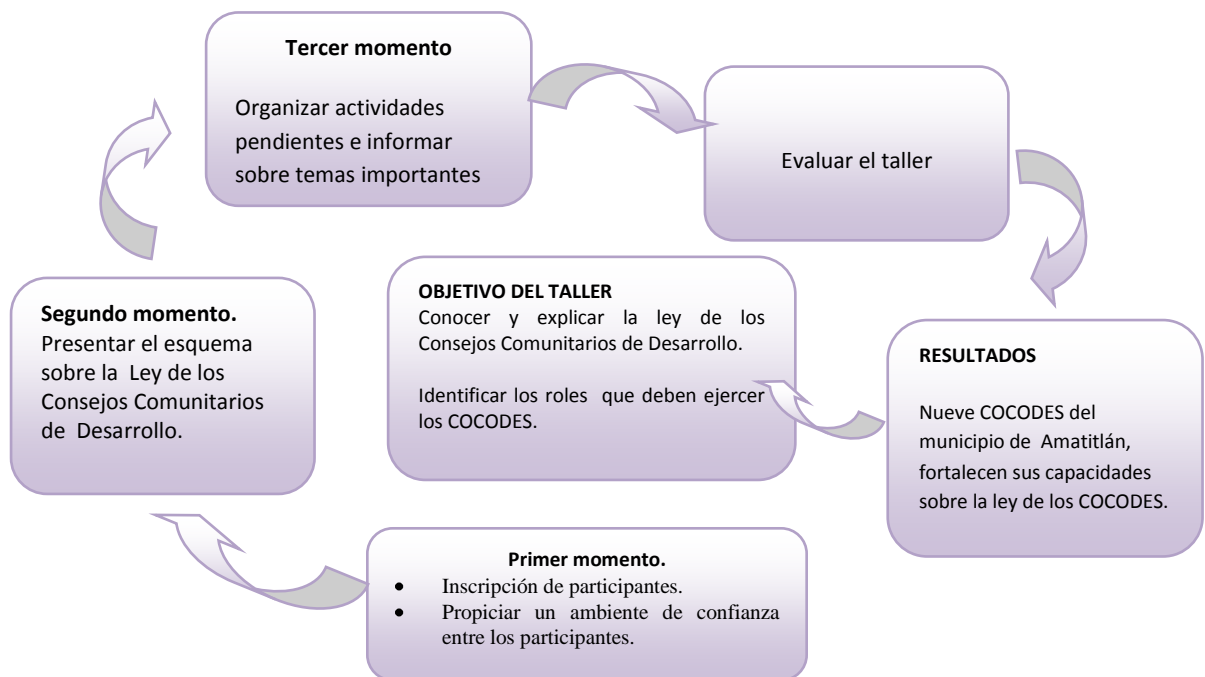 Tercer momento
Organizar actividades
pendientes e informar
sobre temas importantes
Evaluar el taller
Segundo momento.
Presentar el esquema
sobre la Ley de los
Consejos Comunitarios
de Desarrollo.
OBJETIVO DEL TALLER
Conocer y explicar la ley de los
Consejos Comunitarios de Desarrollo.
Identificar los roles que deben ejercer
los COCODES.
RESULTADOS
Nueve COCODES del
municipio de Amatitlán,
fortalecen sus capacidades
sobre la ley de los COCODES.
Primer momento.
• Inscripción de participantes.
• Propiciar un ambiente de confianza
entre los participantes.